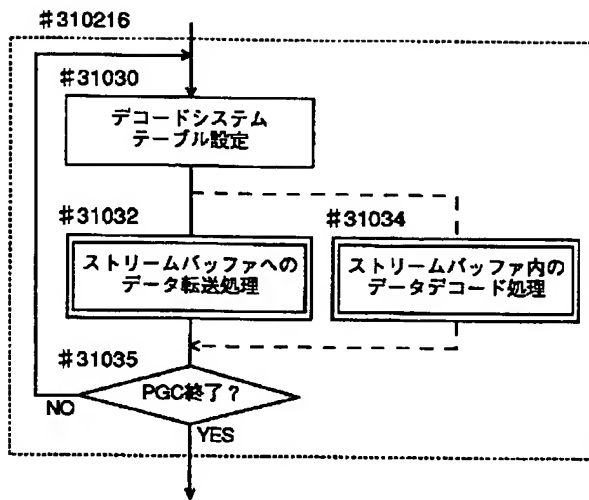 #310216
#31030
デコードシステム
テーブル設定
#31032
#31034
ストリームバッファへの
データ転送処理
ストリームバッファ内の
データデコード処理
#31035
PGC終了？
NO
YES